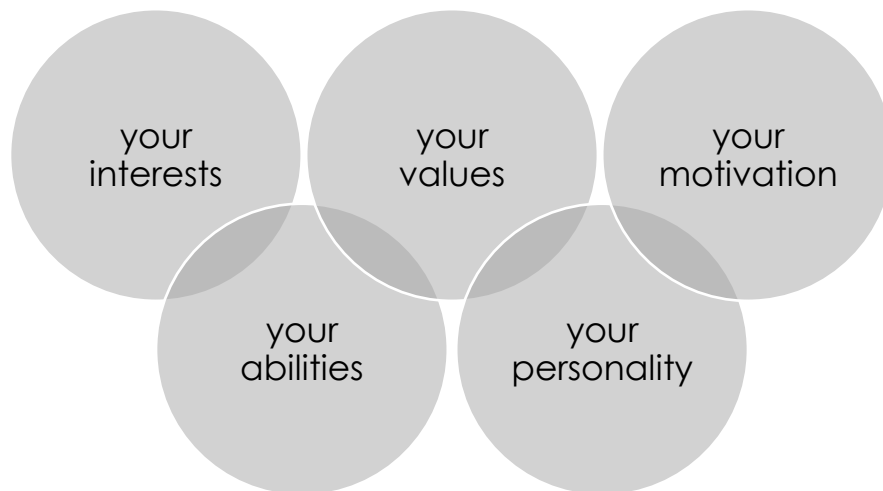 your
interests
your
values
your
motivation
your
abilities
your
personality